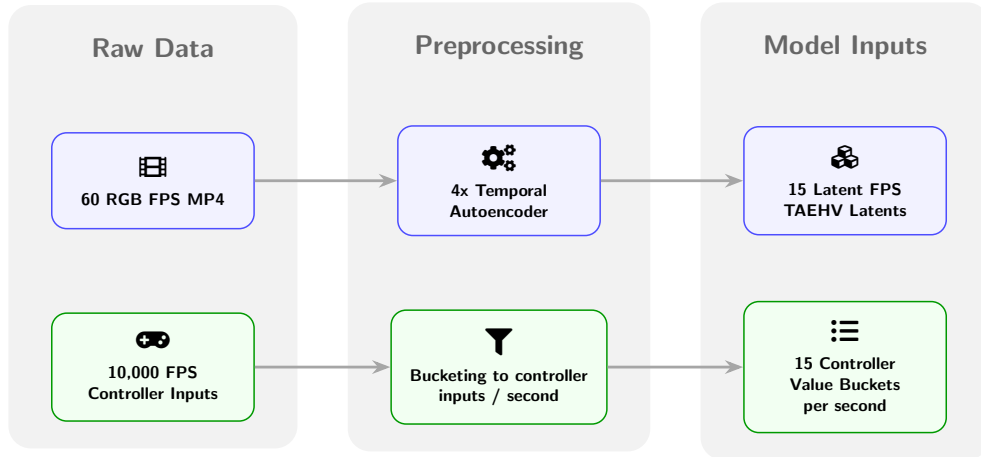 Raw Data
Preprocessing
Model Inputs
60 RGB FPS MP4
4x Temporal
Autoencoder
15 Latent FPS
TAEHV Latents
10,000 FPS
Controller Inputs
Bucketing to controller
inputs / second
15 Controller
Value Buckets
per second